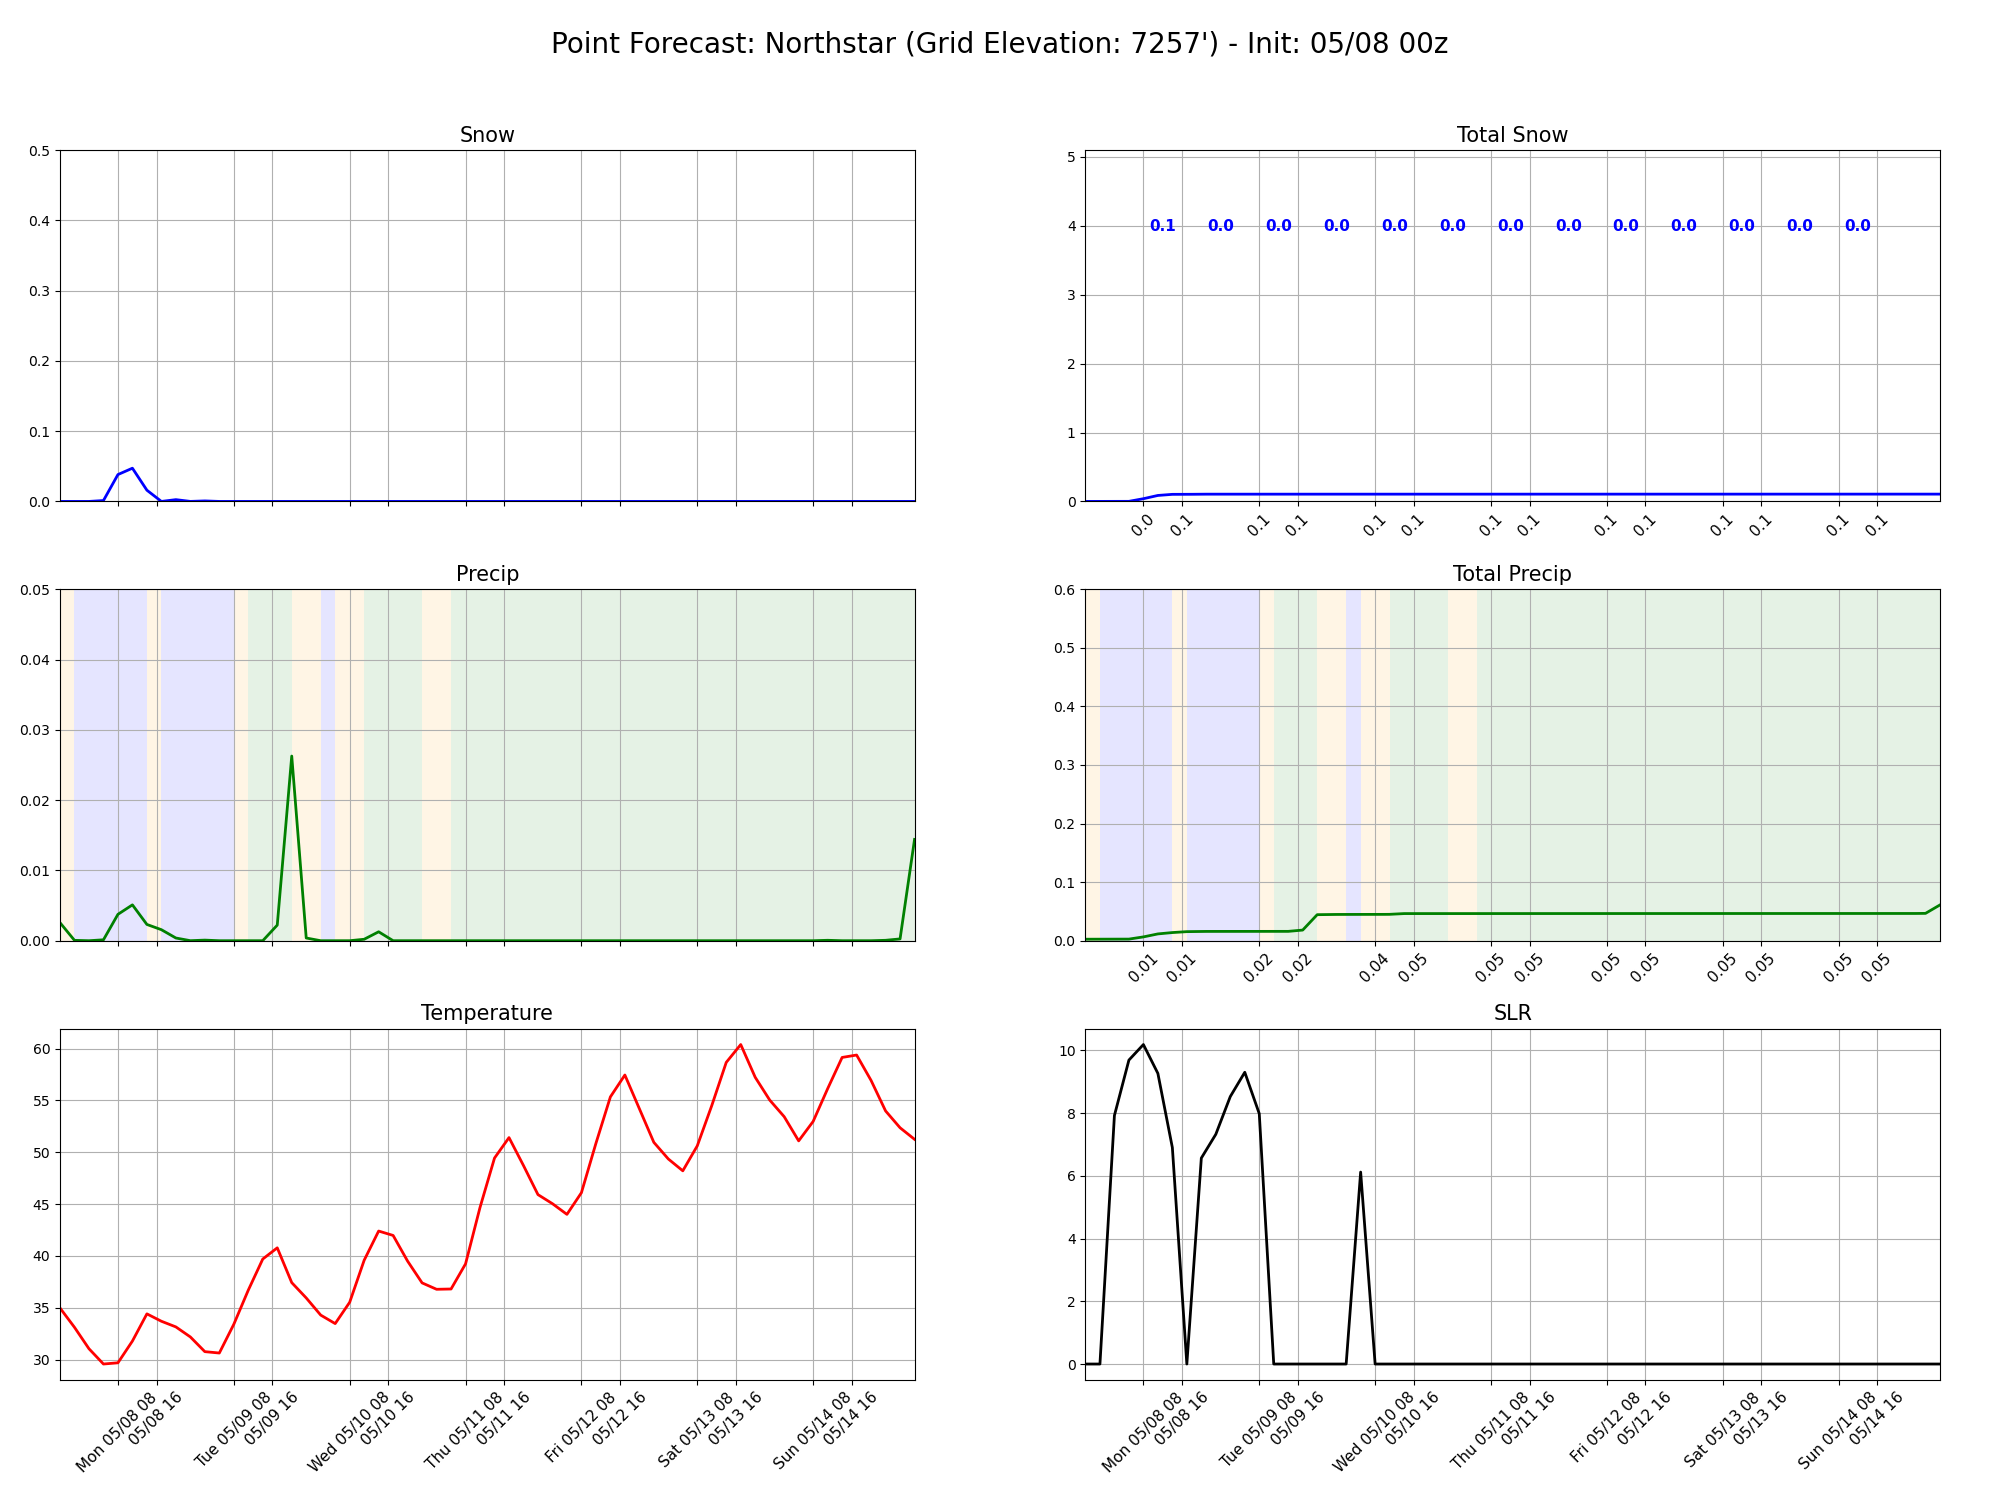 Point Forecast: Northstar (Grid Elevation: 7257') - Init: 05/08 00z
Snow
0.5
0.4
0.3
0.2
0.1
0.0
Total Snow
5
4
3
2
1
0
0.1 0.0 0.0 0.0 0.0 0.0 0.0 0.0 0.0 0.0 0.0 0.0 0.0
0.0 0.1 0.1 0.1 0.1 0.1 0.1 0.1 0.1 0.1 0.1 0.1 0.1 0.1
Precip
0.05
0.04
0.03
0.02
0.01
0.00
Total Precip
0.6
0.5
0.4
0.3
0.2
0.1
0.0
0.01 0.01 0.02 0.02 0.04 0.05 0.05 0.05 0.05 0.05 0.05 0.05 0.05 0.05
Temperature
60
55
50
45
40
35
30
Mon 05/08 08
05/08 16
Tue 05/09 08
05/09 16
Wed 05/10 08
05/10 16
Thu 05/11 08
05/11 16
Fri 05/12 08
05/12 16
Sat 05/13 08
05/13 16
Sun 05/14 08
05/14 16
SLR
10
8
6
4
2
0
Mon 05/08 08
05/08 16
Tue 05/09 08
05/09 16
Wed 05/10 08
05/10 16
Thu 05/11 08
05/11 16
Fri 05/12 08
05/12 16
Sat 05/13 08
05/13 16
Sun 05/14 08
05/14 16